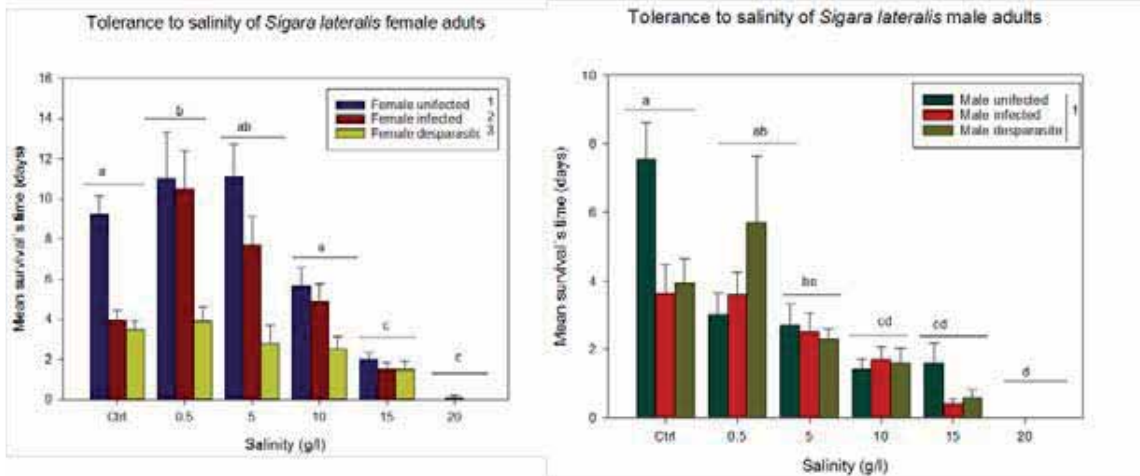 Tolerance to salinity of Sigara lateralis female aduts
Mean survival's time (days)
16
14
12
10
8
6
4
2
0
a
b
ab
a
c
c
Female unifected 1
Female infected 2
Female desparasite 3
Ctrl 0.5 5 10 15 20
Salinity (g/l)
Tolerance to salinity of Sigara lateralis male adults
Mean survival's time (days)
10
8
6
4
2
0
a
ab
bc
cd
cd
d
Male unifected
Male infected
Male desparasite
1
Ctrl 0.5 5 10 15 20
Salinity (g/l)